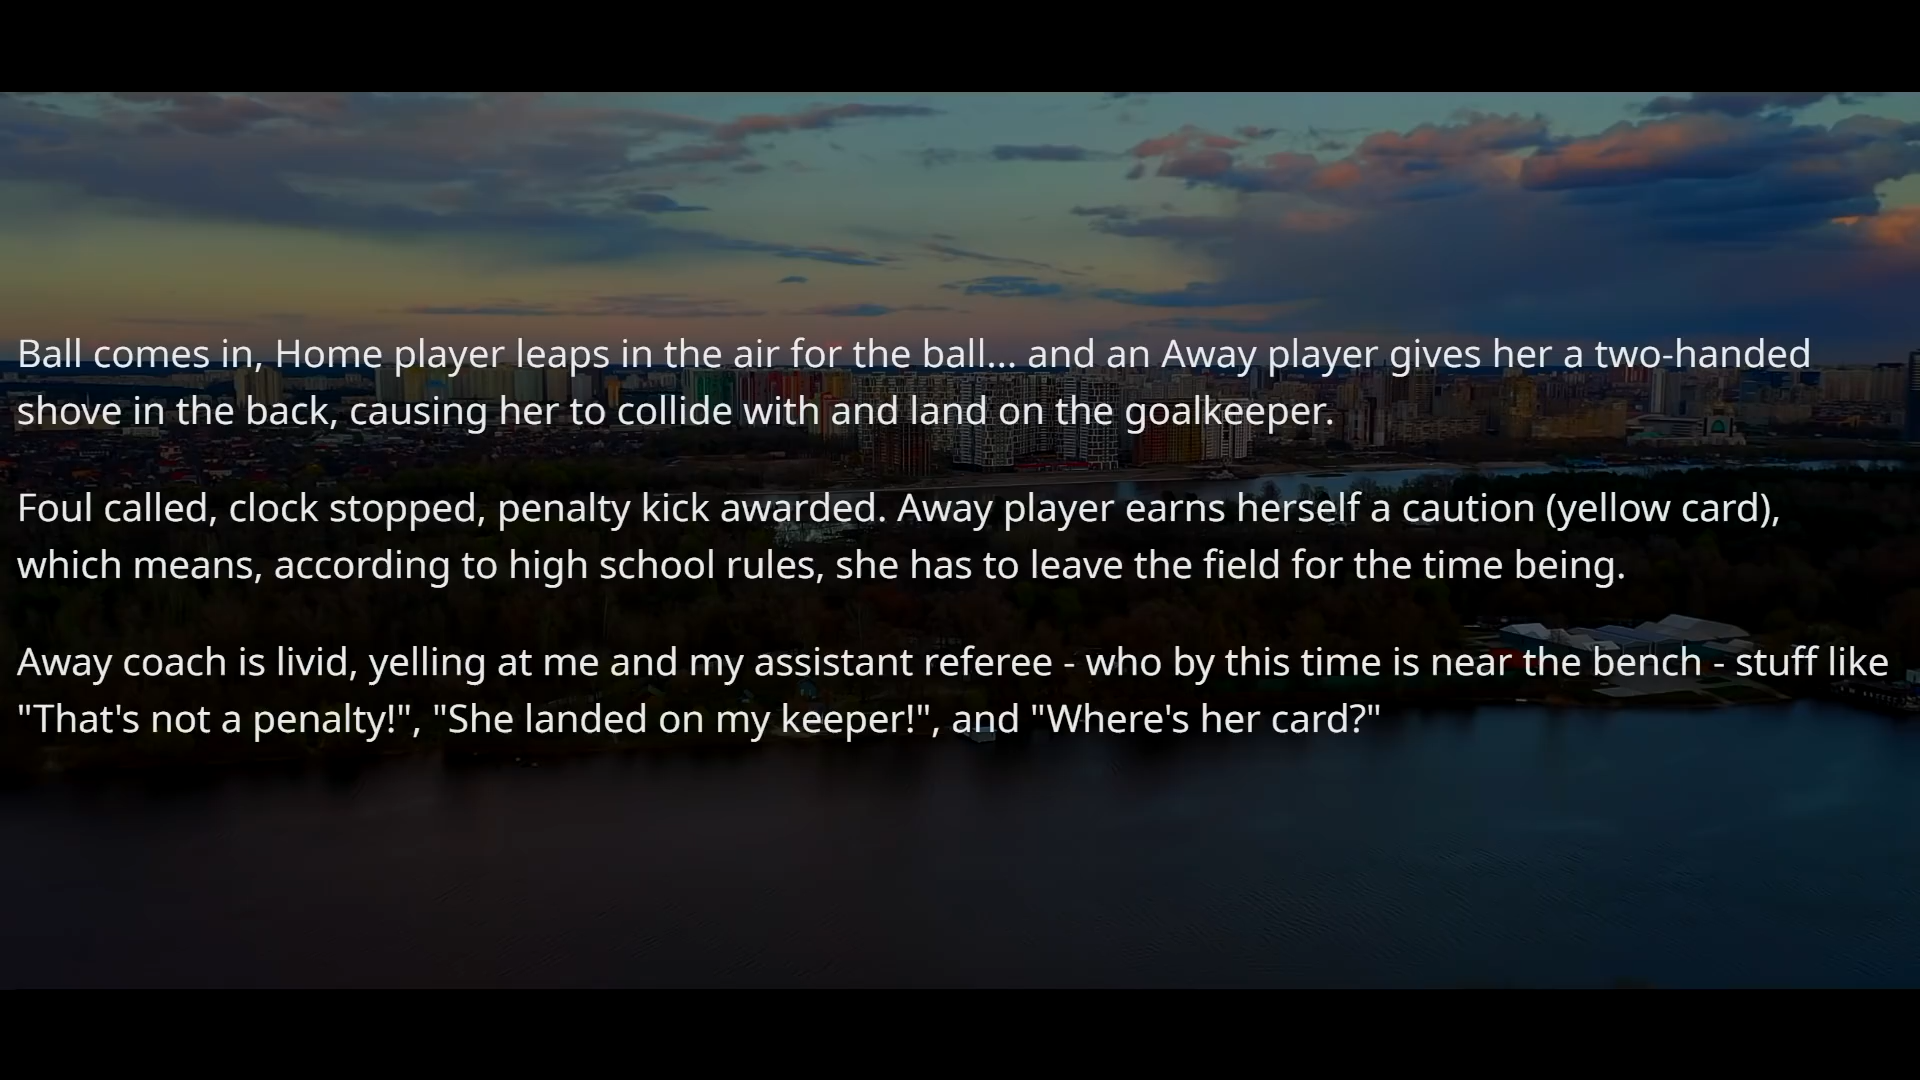 Ball comes in, Home player leaps in the air for the ball... and an Away player gives her a two-handed
shove in the back, causing her to collide with and land on the goalkeeper.
Foul called, clock stopped, penalty kick awarded. Away player earns herself a caution (yellow card),
which means, according to high school rules, she has to leave the field for the time being.
Away coach is livid, yelling at me and my assistant referee - who by this time is near the bench - stuff like
"That's not a penalty!", "She landed on my keeper!", and "Where's her card?"